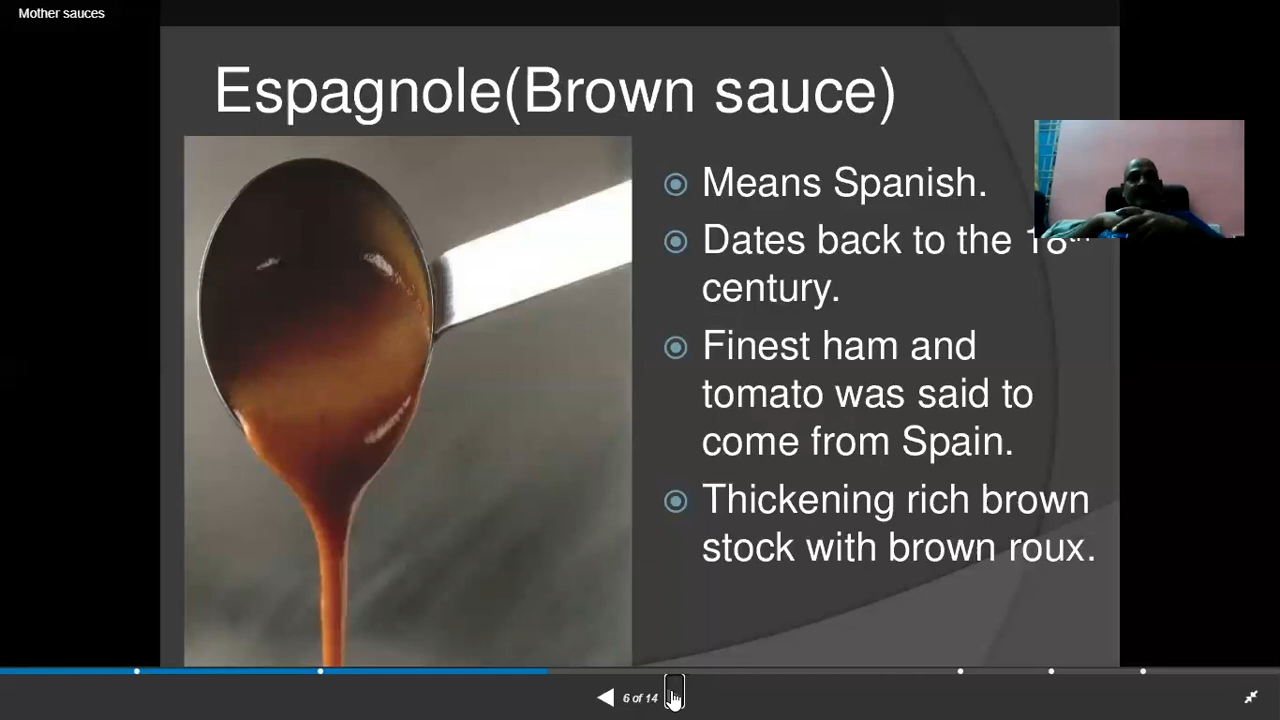 Mother sauces
Espagnole(Brown sauce)
Means Spanish.
Dates back to the 18th
century.
Finest ham and
tomato was said to
come from Spain.
Thickening rich brown
stock with brown roux.
6 of 14